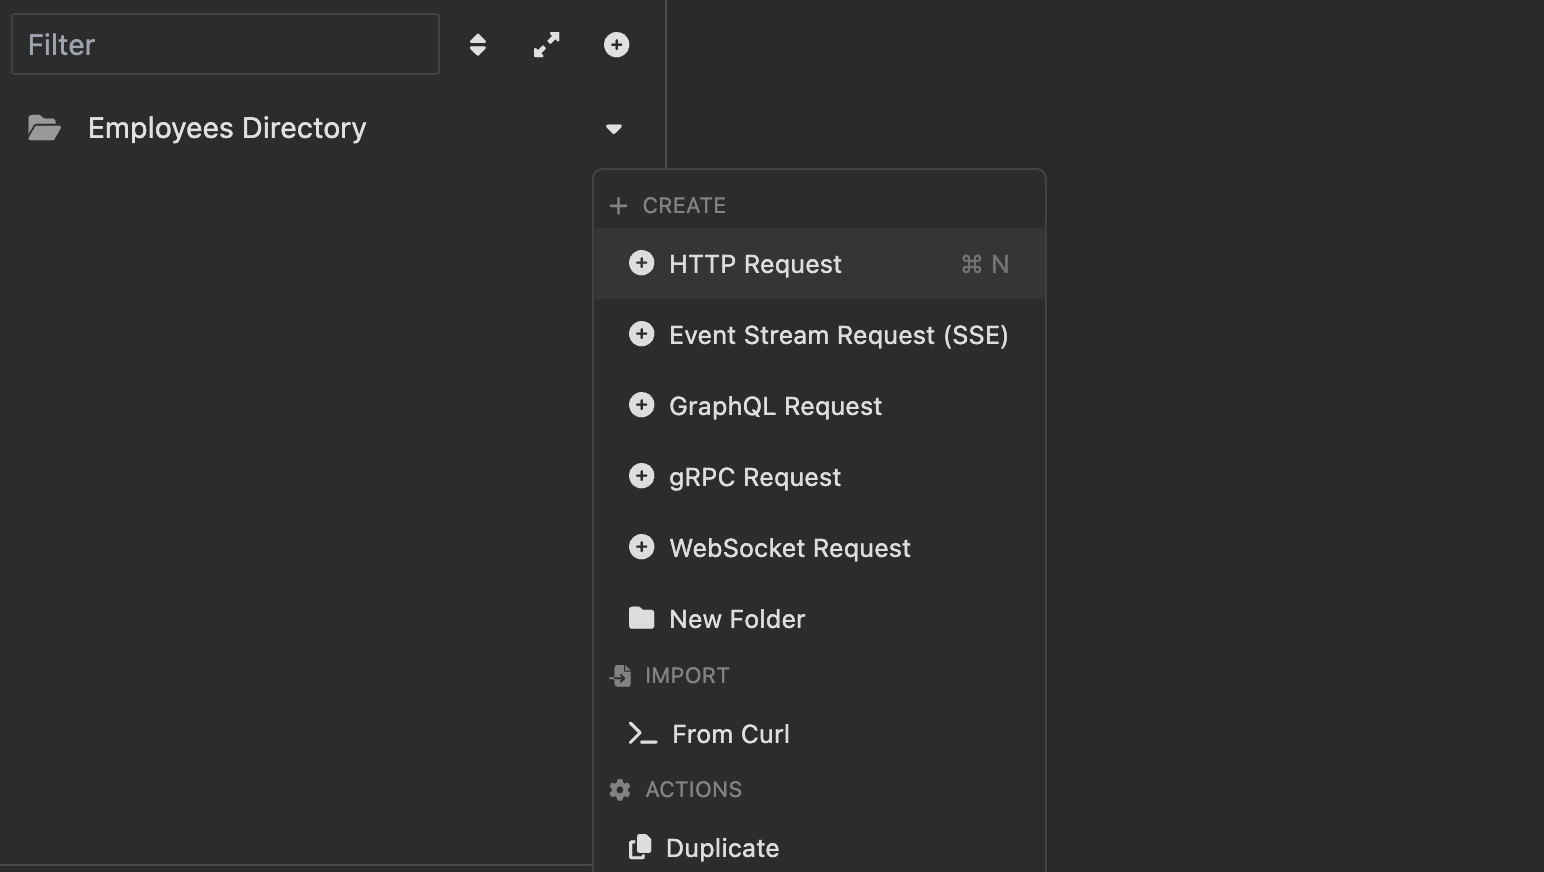 Filter
Employees Directory
CREATE
HTTP Request ⌘ N
Event Stream Request (SSE)
GraphQL Request
gRPC Request
WebSocket Request
New Folder
IMPORT
From Curl
ACTIONS
Duplicate